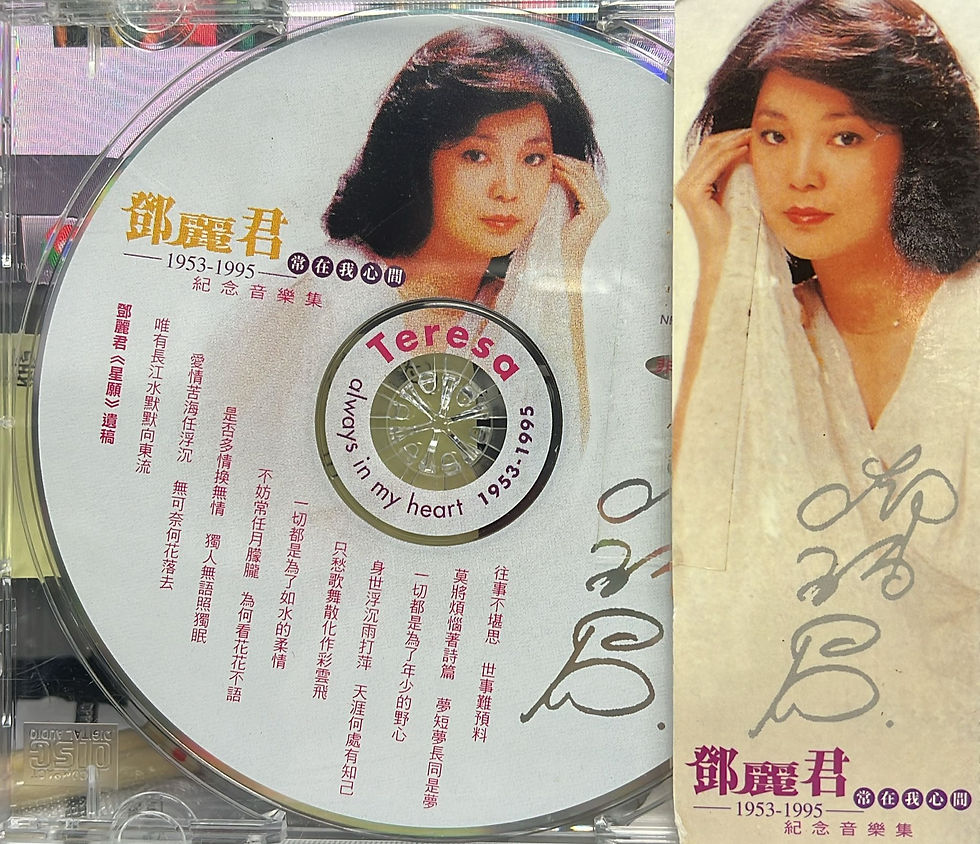 鄧麗君
1953-1995
常在我心間
紀念音樂集
Teresa
always in my heart 1953-1995
往事不堪思 世事難預料
莫將煩惱著詩篇 夢短夢長同是夢
一切都是為了年少的野心
身世浮沉雨打萍 天涯何處有知己
只愁歌舞散化作彩雲飛
一切都是為了如水的柔情
不妨常任月朦朧 為何看花花不語
是否多情換無情 獨人無語照獨眠
愛情苦海任浮沉 無可奈何花落去
唯有長江水默默向東流
鄧麗君《星願》遺稿
COMPACT
DISC
DIGITAL AUDIO
鄧麗君
1953-1995
常在我心間
紀念音樂集